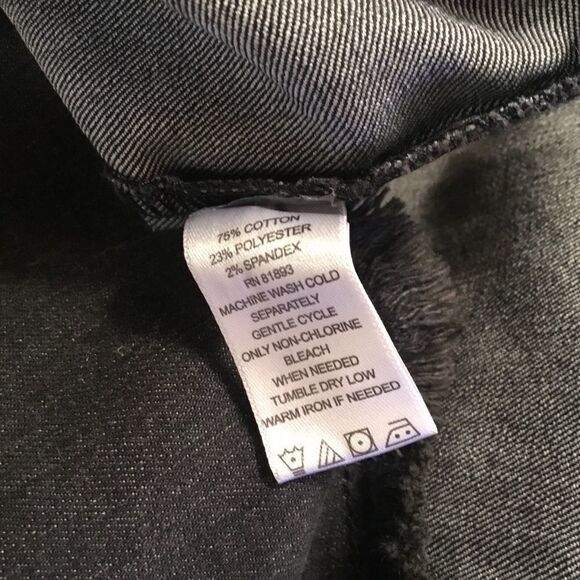 75% COTTON
23% POLYESTER
2% SPANDEX
RN 81893
MACHINE WASH COLD
SEPARATELY
GENTLE CYCLE
ONLY NON-CHLORINE
BLEACH
WHEN NEEDED
TUMBLE DRY LOW
WARM IRON IF NEEDED